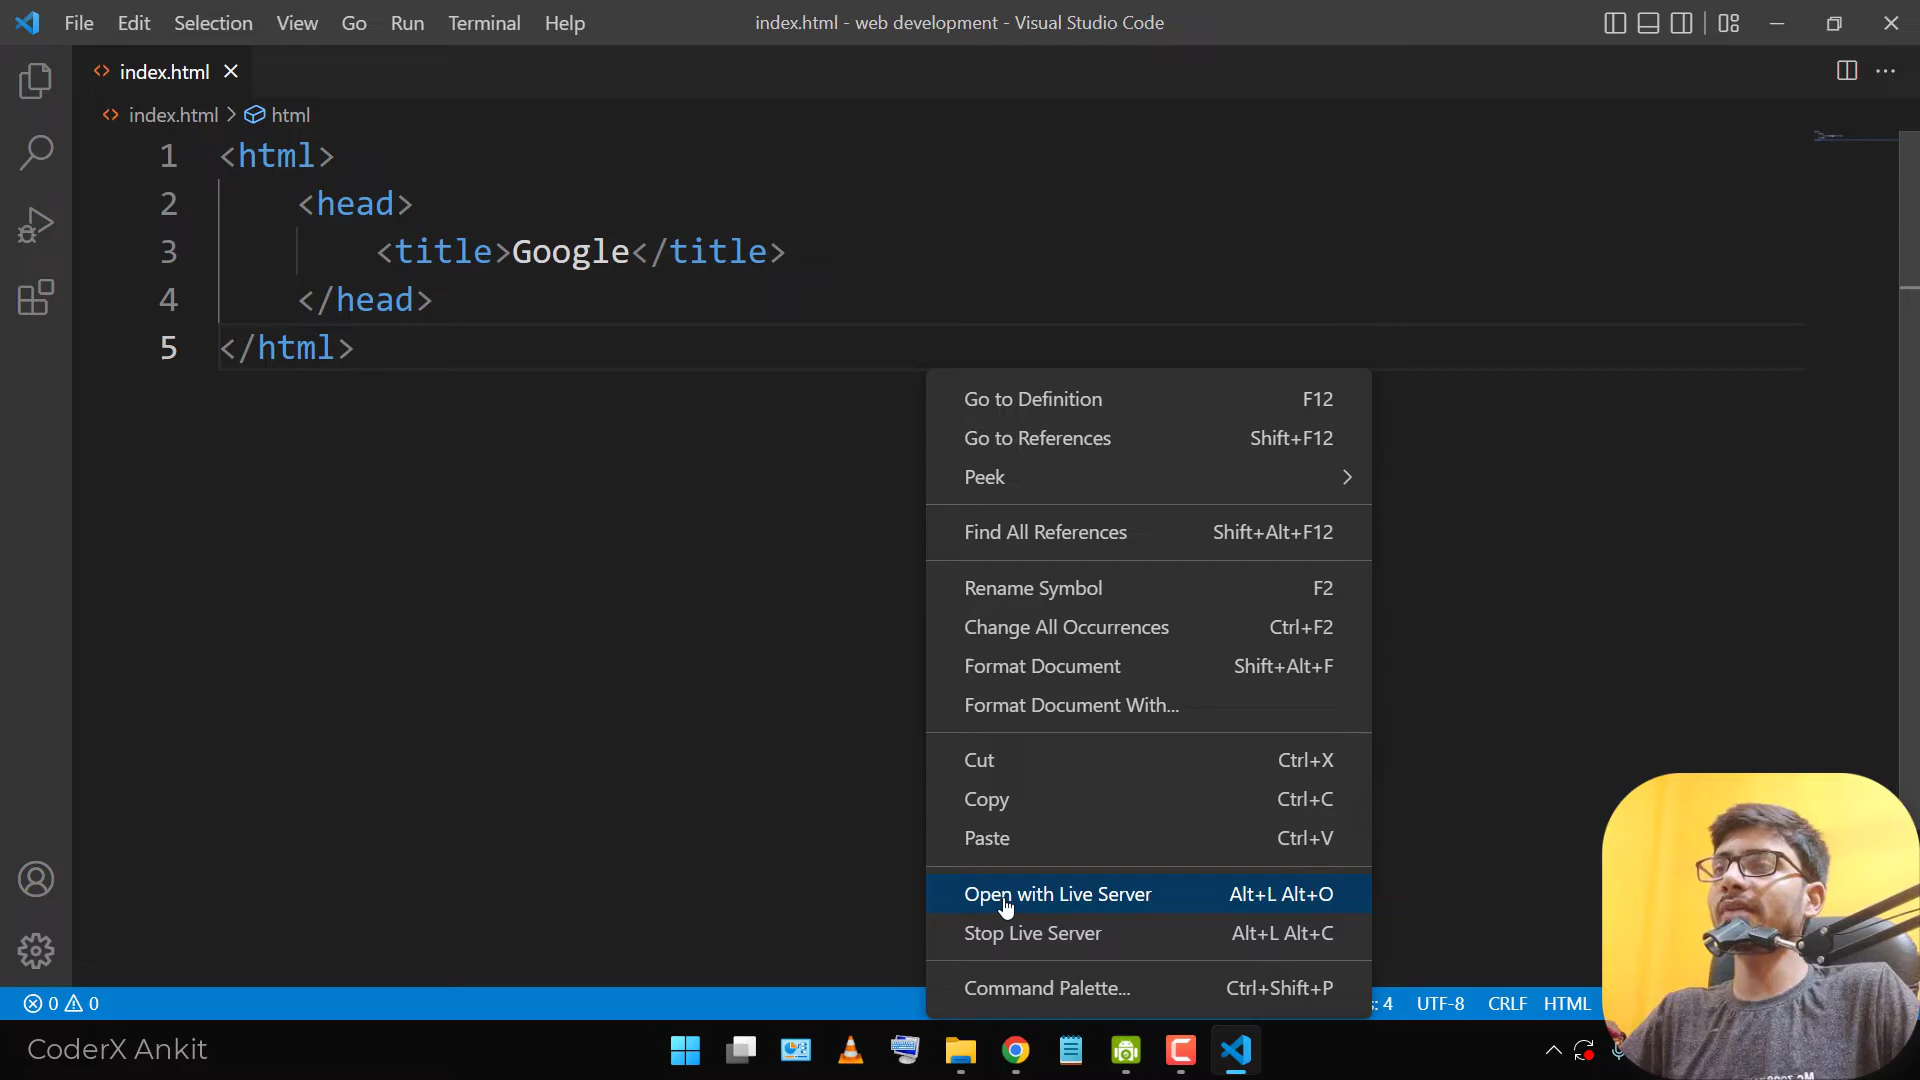 File Edit Selection View Go Run Terminal Help index.html - web development - Visual Studio Code
index.html
index.html > html
1 <html>
2 <head>
3 <title>Google</title>
4 </head>
5 </html>
Go to Definition F12
Go to References Shift+F12
Peek
Find All References Shift+Alt+F12
Rename Symbol F2
Change All Occurrences Ctrl+F2
Format Document Shift+Alt+F
Format Document With...
Cut Ctrl+X
Copy Ctrl+C
Paste Ctrl+V
Open with Live Server Alt+L Alt+O
Stop Live Server Alt+L Alt+C
Command Palette... Ctrl+Shift+P
0 0 : 4 UTF-8 CRLF HTML
CoderX Ankit